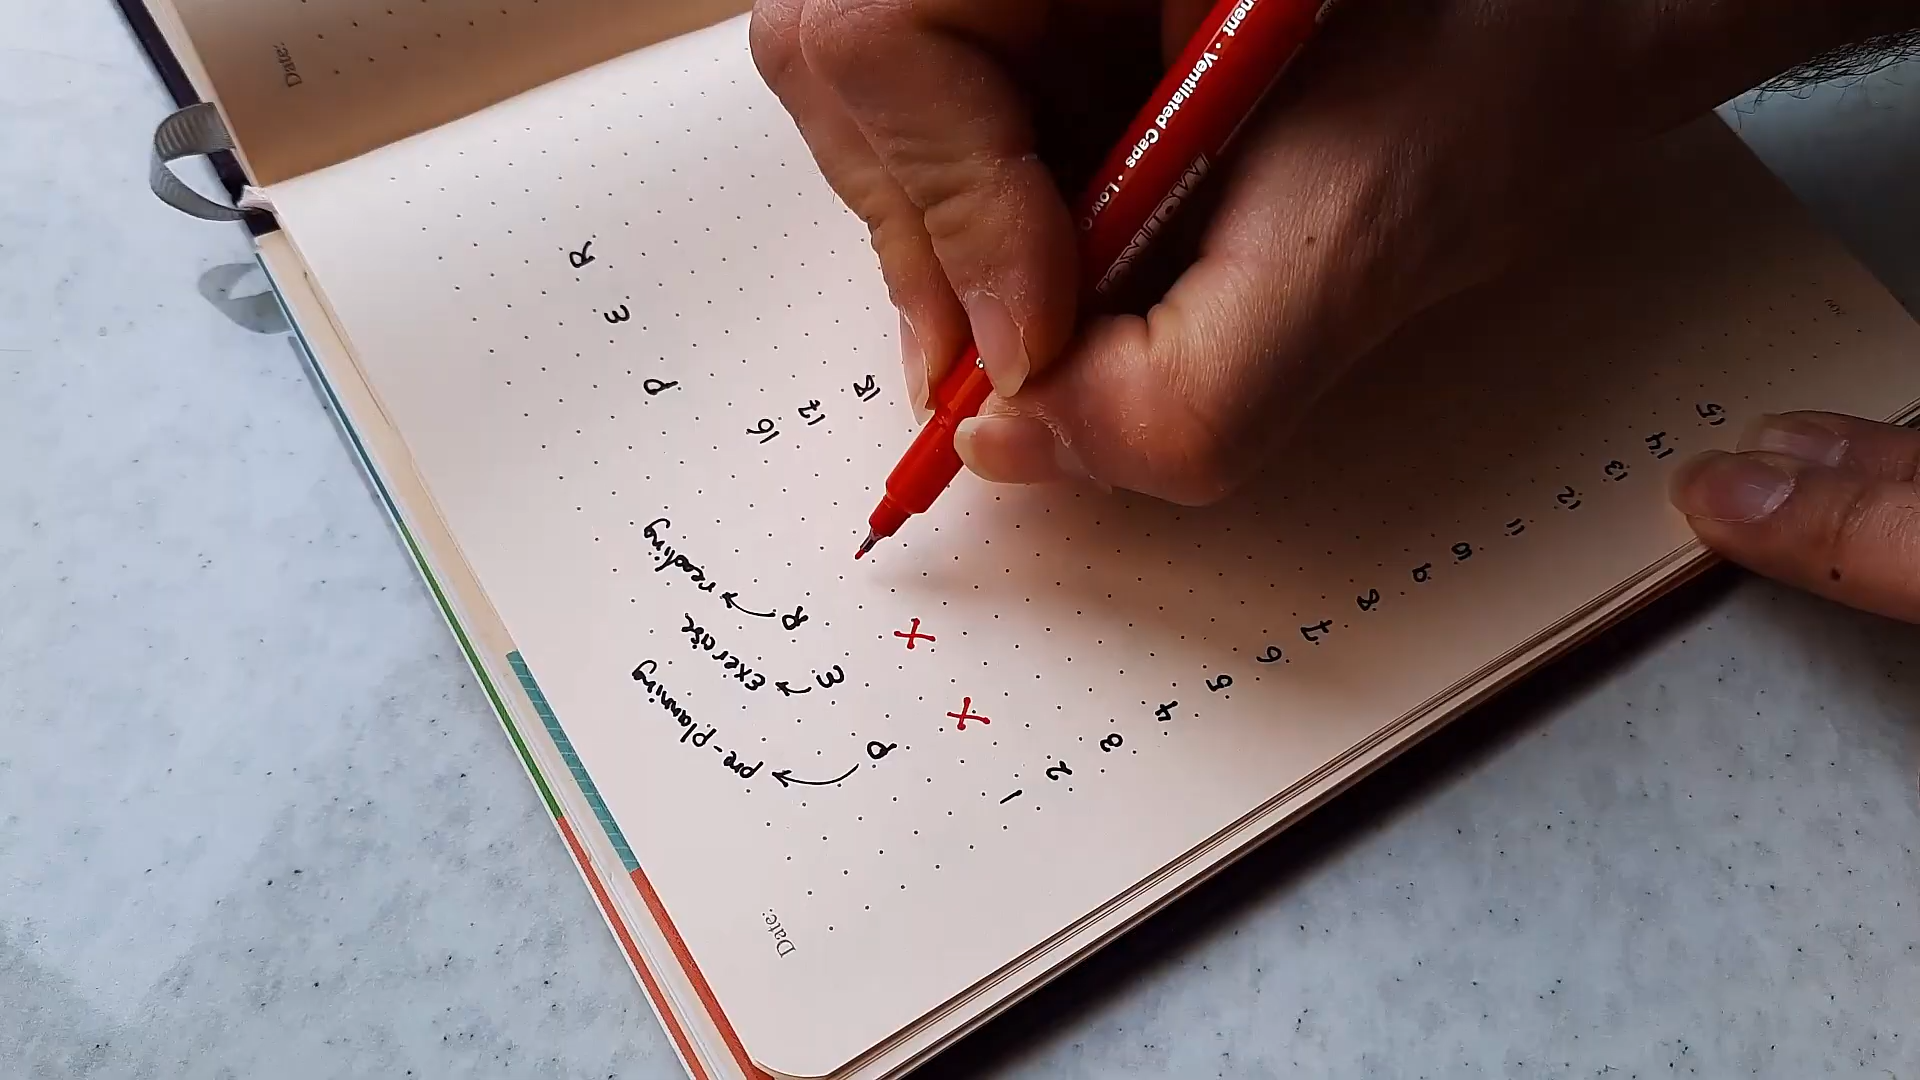 Date:
P → pre-planning
E → Exercise
R → reading
1
2
3
4
5
6
7
8
9
10
11
12
13
14
15
X
X
P E R
16
17
18
Date:
Ventilated Caps · Low